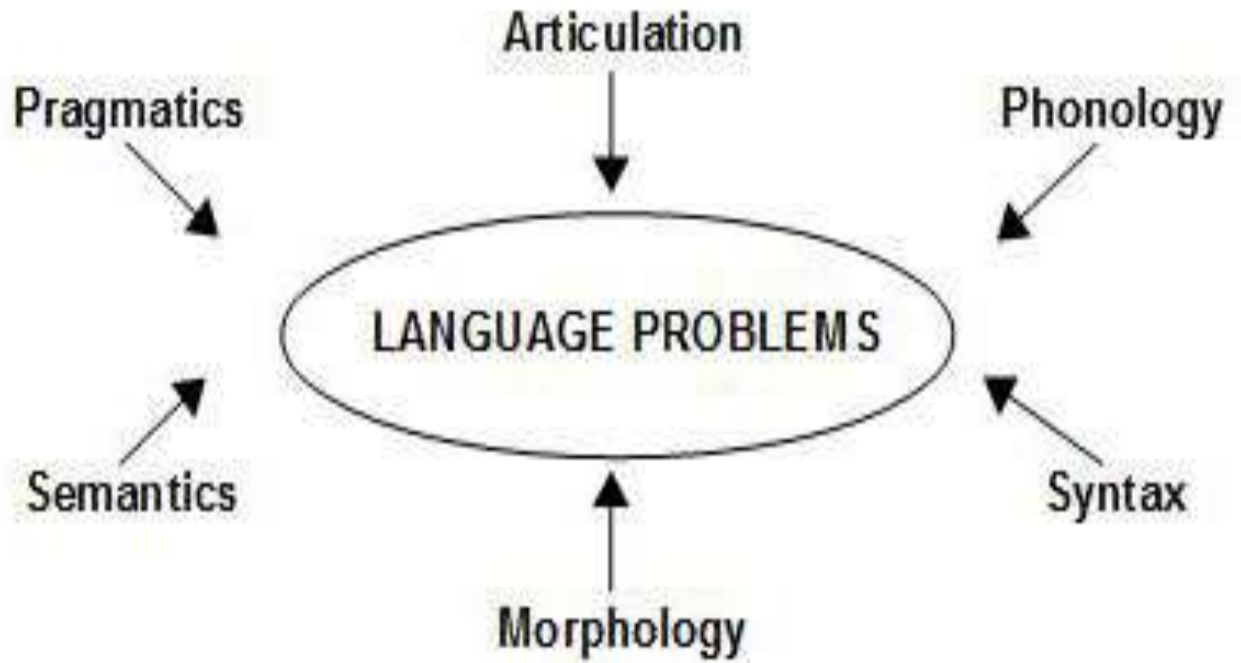 Articulation
Pragmatics
Phonology
LANGUAGE PROBLEMS
Semantics
Syntax
Morphology